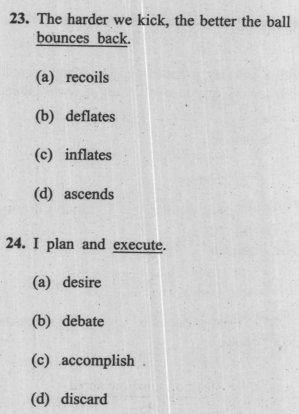 23. The harder we kick, the better the ball
bounces back.
(a) recoils
(b) deflates
(c) inflates
(d) ascends
24. I plan and execute.
(a) desire
(b) debate
(c) accomplish
(d) discard